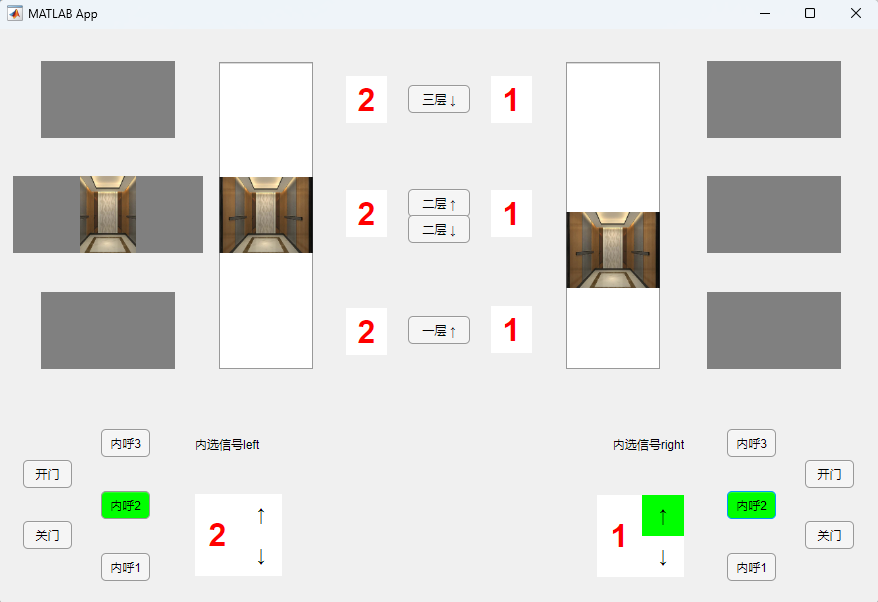 MATLAB App
2 三层↓ 1
2 二层↑ 1
二层↓
2 一层↑ 1
内呼3 内选信号left 内选信号right 内呼3
开门 开门
内呼2 2 ↑ 1 ↑ 内呼2
关门 ↓ ↓ 关门
内呼1 内呼1